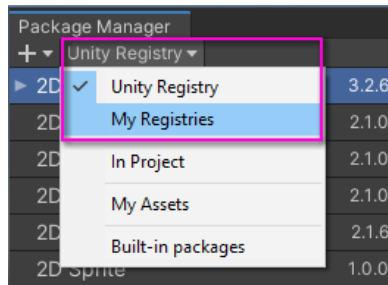 Package Manager
+ Unity Registry
2D 3.2.6
Unity Registry
My Registries
2D 2.1.0
In Project
2D 2.1.0
My Assets
2D 2.1.0
Built-in packages
2D 2.1.6
2D Sprite 1.0.0